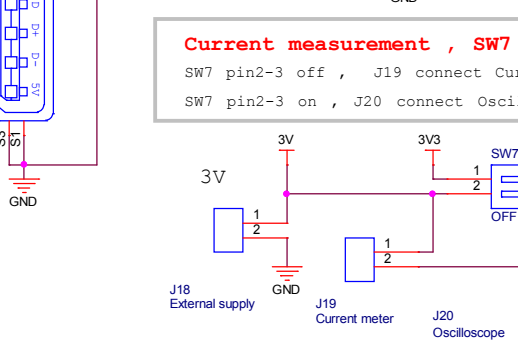 GND
D
D+
D-
5V
S3
S1
GND
Current measurement , SW7
SW7 pin2-3 off , J19 connect Cur
SW7 pin2-3 on , J20 connect Osci
3V
3V3
SW7
1
2
OFF
3V
1
2
GND
J18
External supply
1
2
J19
Current meter
J20
Oscilloscope